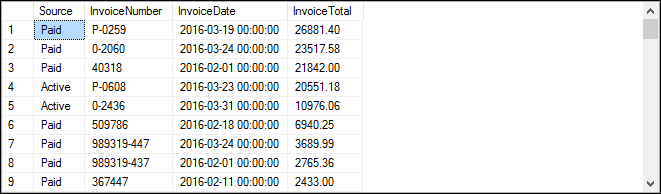 Source InvoiceNumber InvoiceDate InvoiceTotal
1 Paid P-0259 2016-03-19 00:00:00 26881.40
2 Paid 0-2060 2016-03-24 00:00:00 23517.58
3 Paid 40318 2016-02-01 00:00:00 21842.00
4 Active P-0608 2016-03-23 00:00:00 20551.18
5 Active 0-2436 2016-03-31 00:00:00 10976.06
6 Paid 509786 2016-02-18 00:00:00 6940.25
7 Paid 989319-447 2016-03-24 00:00:00 3689.99
8 Paid 989319-437 2016-02-01 00:00:00 2765.36
9 Paid 367447 2016-02-11 00:00:00 2433.00